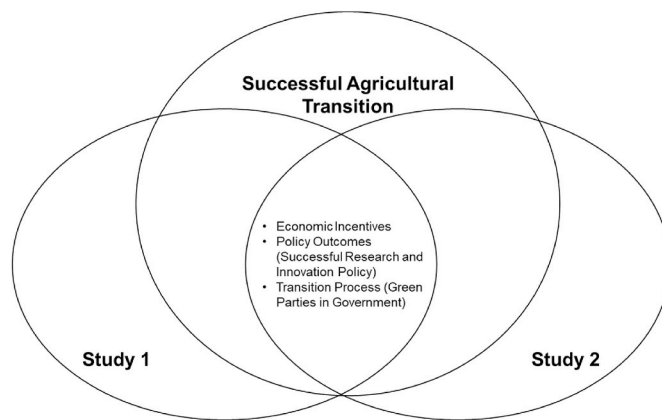 Successful Agricultural
Transition
• Economic Incentives
• Policy Outcomes
(Successful Research and
Innovation Policy)
• Transition Process (Green
Parties in Government)
Study 1
Study 2